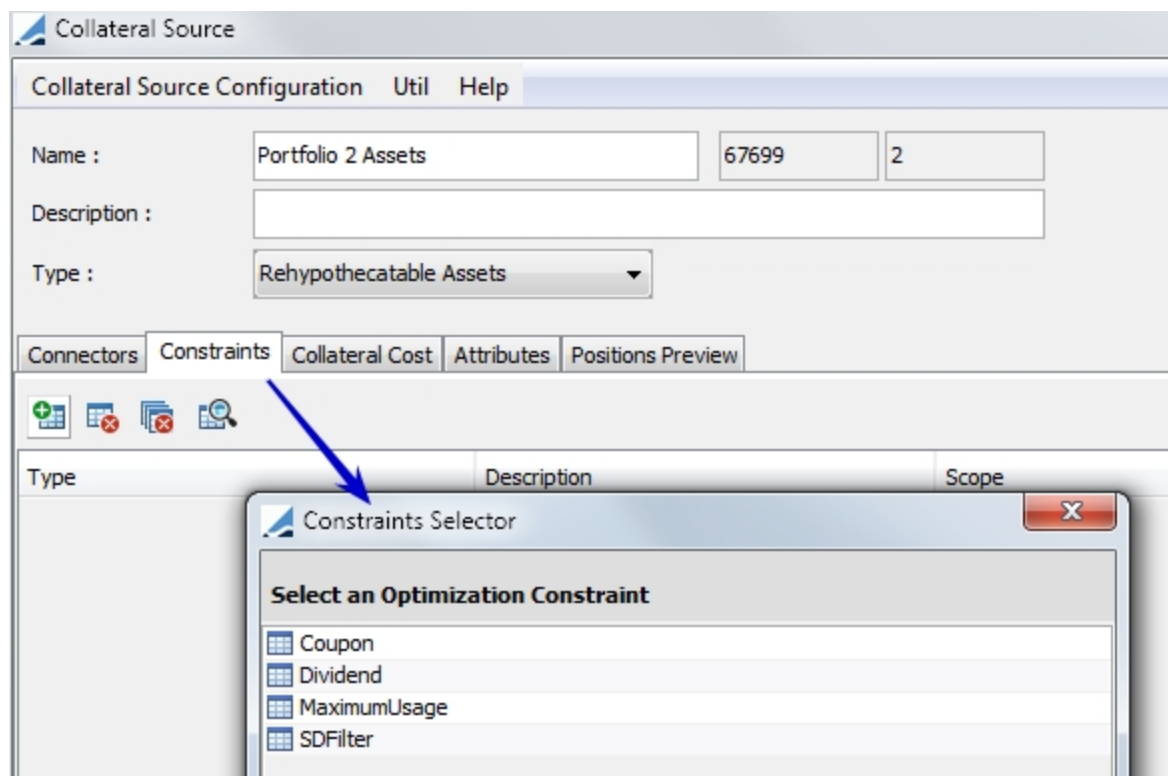 Collateral Source
Collateral Source Configuration Util Help
Name : Portfolio 2 Assets 67699 2
Description :
Type : Rehypothecatable Assets
Connectors Constraints Collateral Cost Attributes Positions Preview
Type Description Scope
Constraints Selector
Select an Optimization Constraint
Coupon
Dividend
MaximumUsage
SDFilter